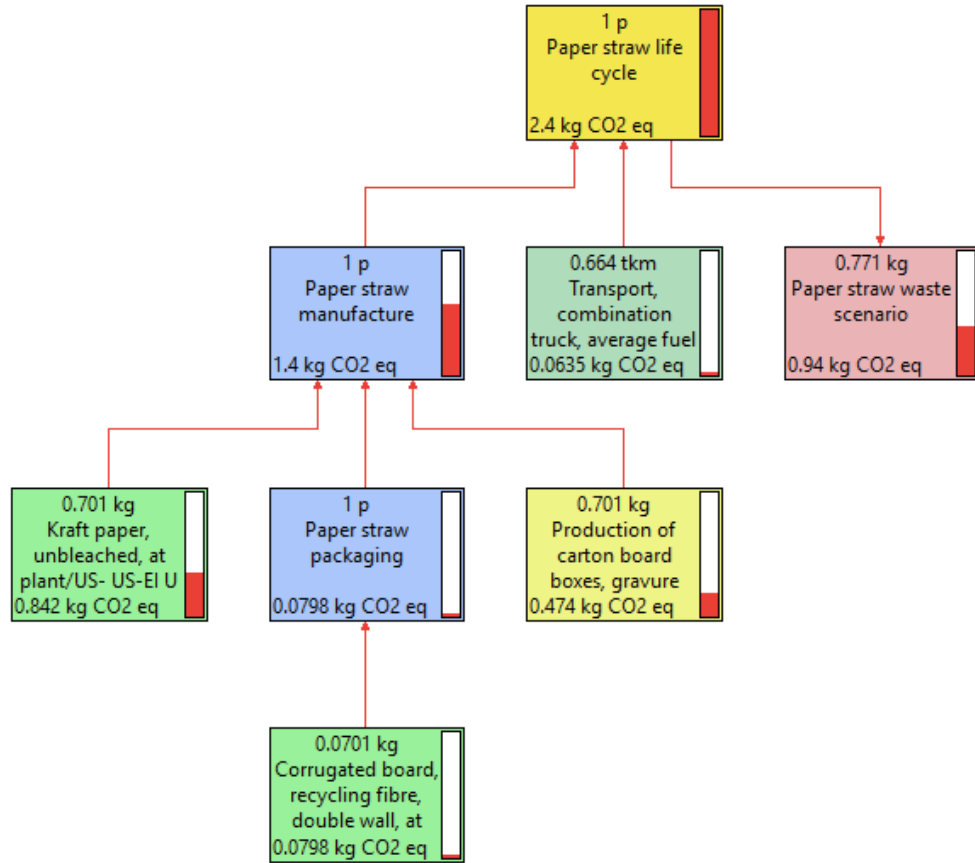 1 p
Paper straw life
cycle
2.4 kg CO2 eq
1 p
Paper straw
manufacture
1.4 kg CO2 eq
0.664 tkm
Transport,
combination
truck, average fuel
0.0635 kg CO2 eq
0.771 kg
Paper straw waste
scenario
0.94 kg CO2 eq
0.701 kg
Kraft paper,
unbleached, at
plant/US- US-EI U
0.842 kg CO2 eq
1 p
Paper straw
packaging
0.0798 kg CO2 eq
0.701 kg
Production of
carton board
boxes, gravure
0.474 kg CO2 eq
0.0701 kg
Corrugated board,
recycling fibre,
double wall, at
0.0798 kg CO2 eq